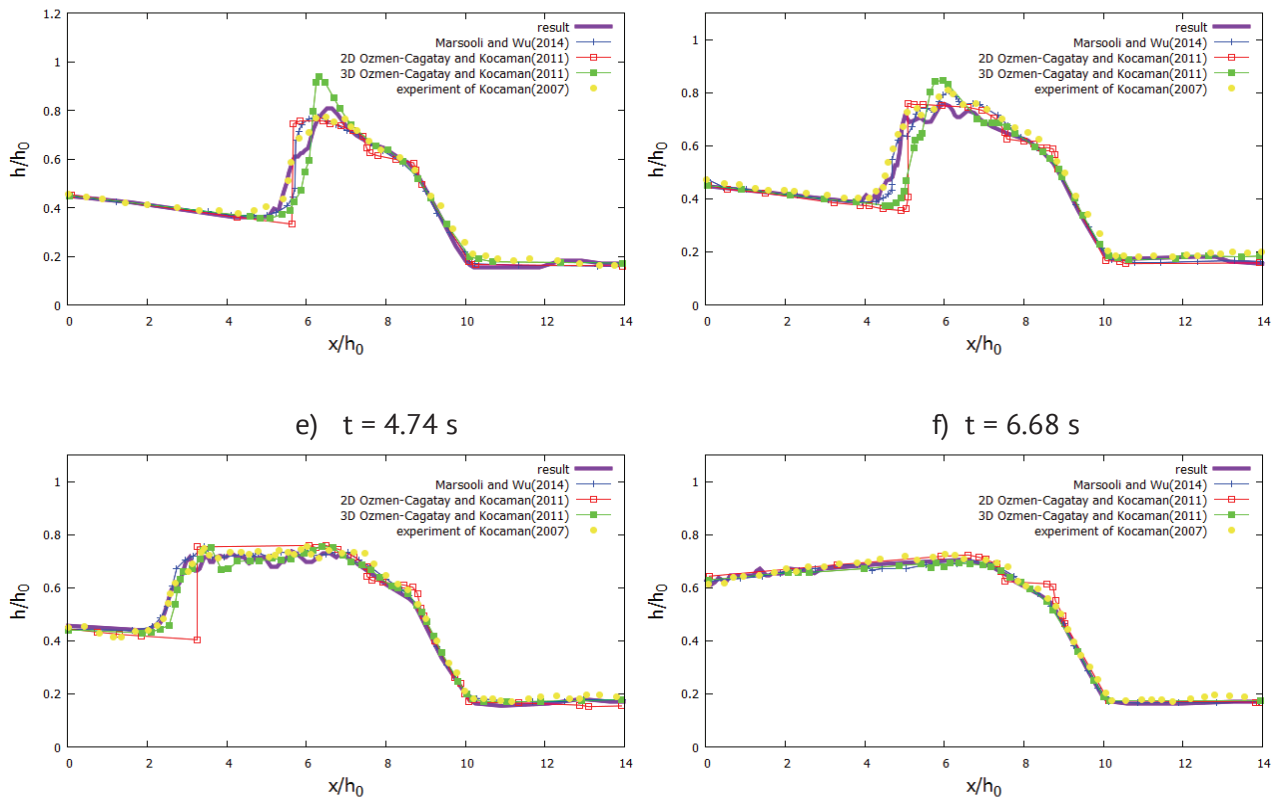 1.2
1
0.8
0.6
0.4
0.2
0
h/h0
0 2 4 6 8 10 12 14
x/h0
result
Marsooli and Wu(2014)
2D Ozmen-Cagatay and Kocaman(2011)
3D Ozmen-Cagatay and Kocaman(2011)
experiment of Kocaman(2007)
1
0.8
0.6
0.4
0.2
0
h/h0
0 2 4 6 8 10 12 14
x/h0
result
Marsooli and Wu(2014)
2D Ozmen-Cagatay and Kocaman(2011)
3D Ozmen-Cagatay and Kocaman(2011)
experiment of Kocaman(2007)
e) t = 4.74 s
f) t = 6.68 s
1
0.8
0.6
0.4
0.2
0
h/h0
0 2 4 6 8 10 12 14
x/h0
result
Marsooli and Wu(2014)
2D Ozmen-Cagatay and Kocaman(2011)
3D Ozmen-Cagatay and Kocaman(2011)
experiment of Kocaman(2007)
1
0.8
0.6
0.4
0.2
0
h/h0
0 2 4 6 8 10 12 14
x/h0
result
Marsooli and Wu(2014)
2D Ozmen-Cagatay and Kocaman(2011)
3D Ozmen-Cagatay and Kocaman(2011)
experiment of Kocaman(2007)